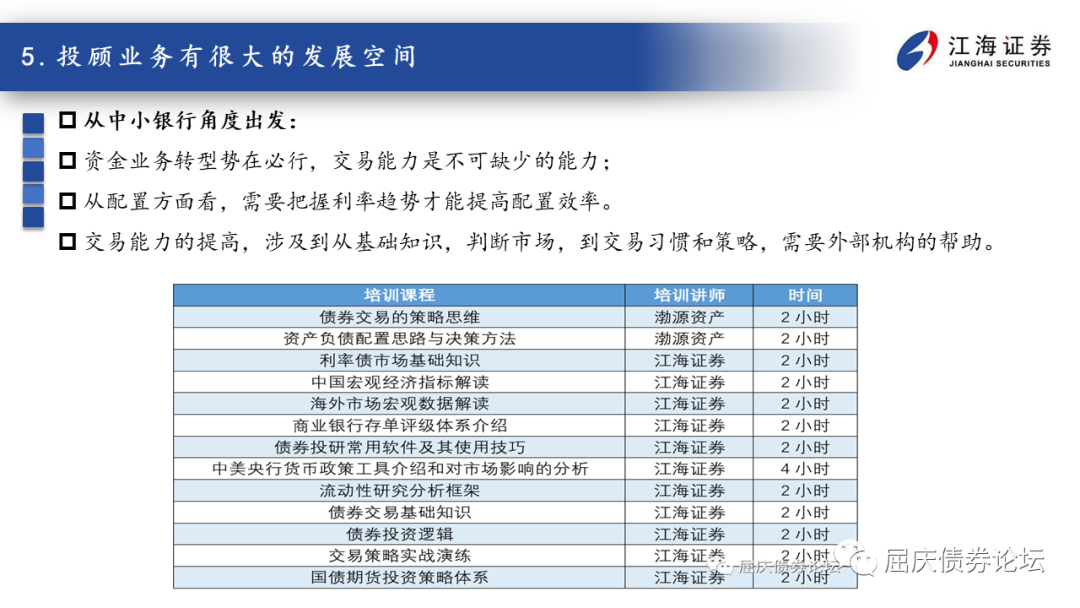 5. 投顾业务有很大的发展空间
江海证券
JIANGHAI SECURITIES
从中小银行角度出发:
资金业务转型势在必行，交易能力是不可缺少的能力；
从配置方面看，需要把握利率趋势才能提高配置效率。
交易能力的提高，涉及到从基础知识，判断市场，到交易习惯和策略，需要外部机构的帮助。
培训课程 培训讲师 时间
债券交易的策略思维 渤源资产 2 小时
资产负债配置思路与决策方法 渤源资产 2 小时
利率债市场基础知识 江海证券 2 小时
中国宏观经济指标解读 江海证券 2 小时
海外市场宏观数据解读 江海证券 2 小时
商业银行存单评级体系介绍 江海证券 2 小时
债券投研常用软件及其使用技巧 江海证券 2 小时
中美央行货币政策工具介绍和对市场影响的分析 江海证券 4 小时
流动性研究分析框架 江海证券 2 小时
债券交易基础知识 江海证券 2 小时
债券投资逻辑 江海证券 2 小时
交易策略实战演练 江海证券 2 小时
国债期货投资策略体系 江海证券 2 小时
屈庆债券论坛
屈庆债券论坛